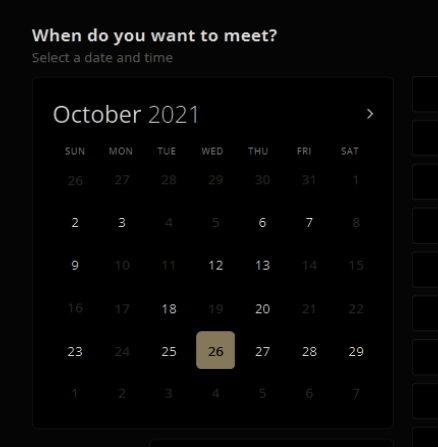 When do you want to meet?
Select a date and time
October 2021
SUN MON TUE WED THU FRI SAT
26 27 28 29 30 31 1
2 3 4 5 6 7 8
9 10 11 12 13 14 15
16 17 18 19 20 21 22
23 24 25 26 27 28 29
1 2 3 4 5 6 7